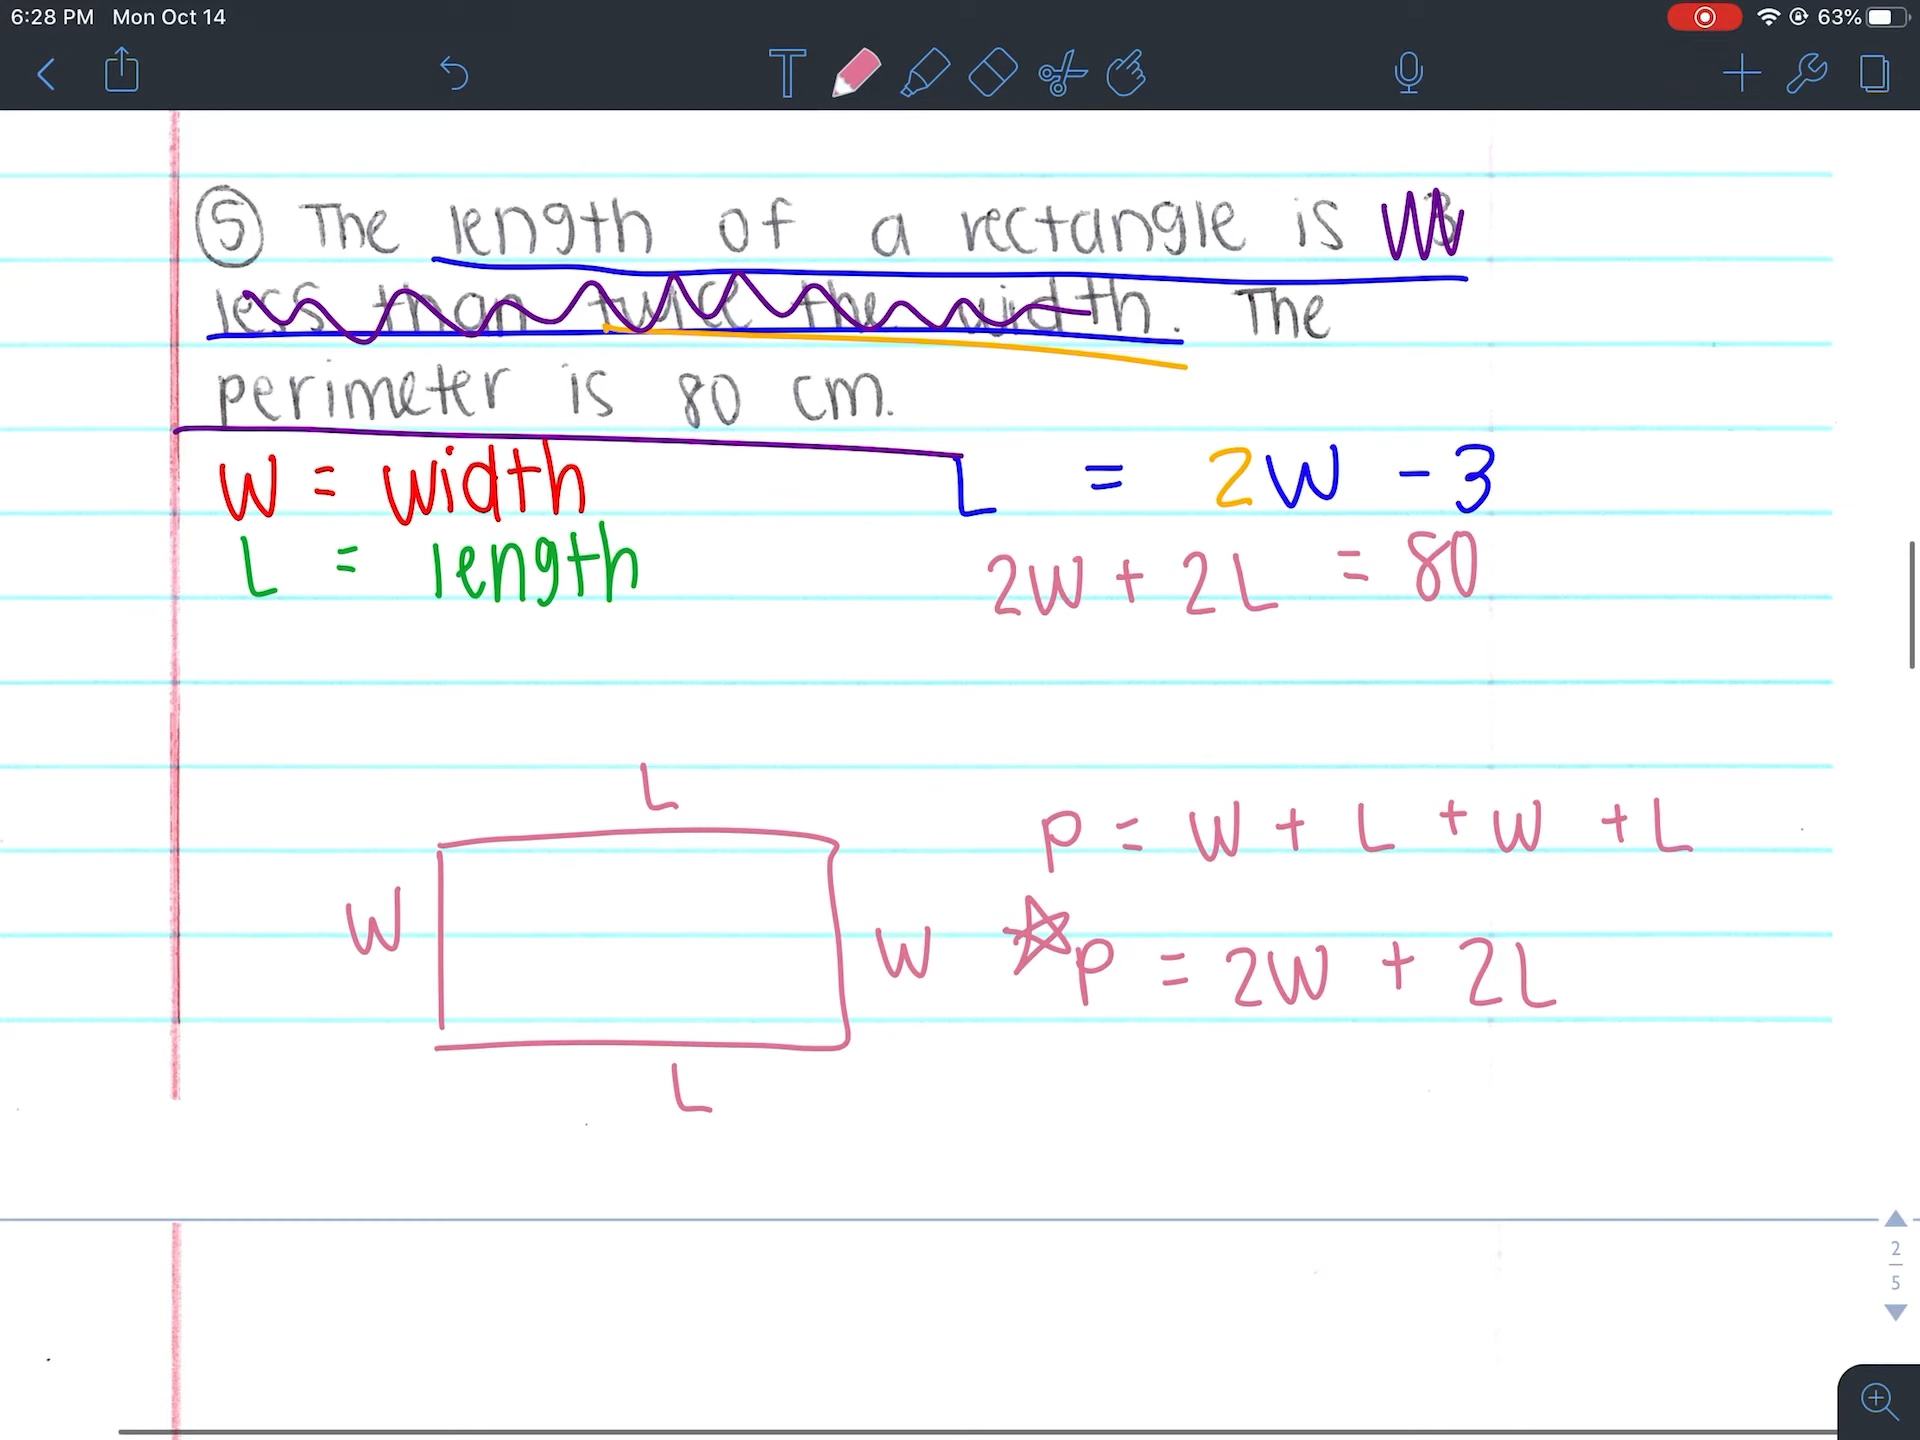 6:28 PM Mon Oct 14
63%
T
5 The length of a rectangle is 3
less than twice the width. The
perimeter is 80 cm.
W = width
L = 2W - 3
L = length
2W + 2L = 80
L
P = W + L + W + L
W
W
P = 2W + 2L
L
2
5